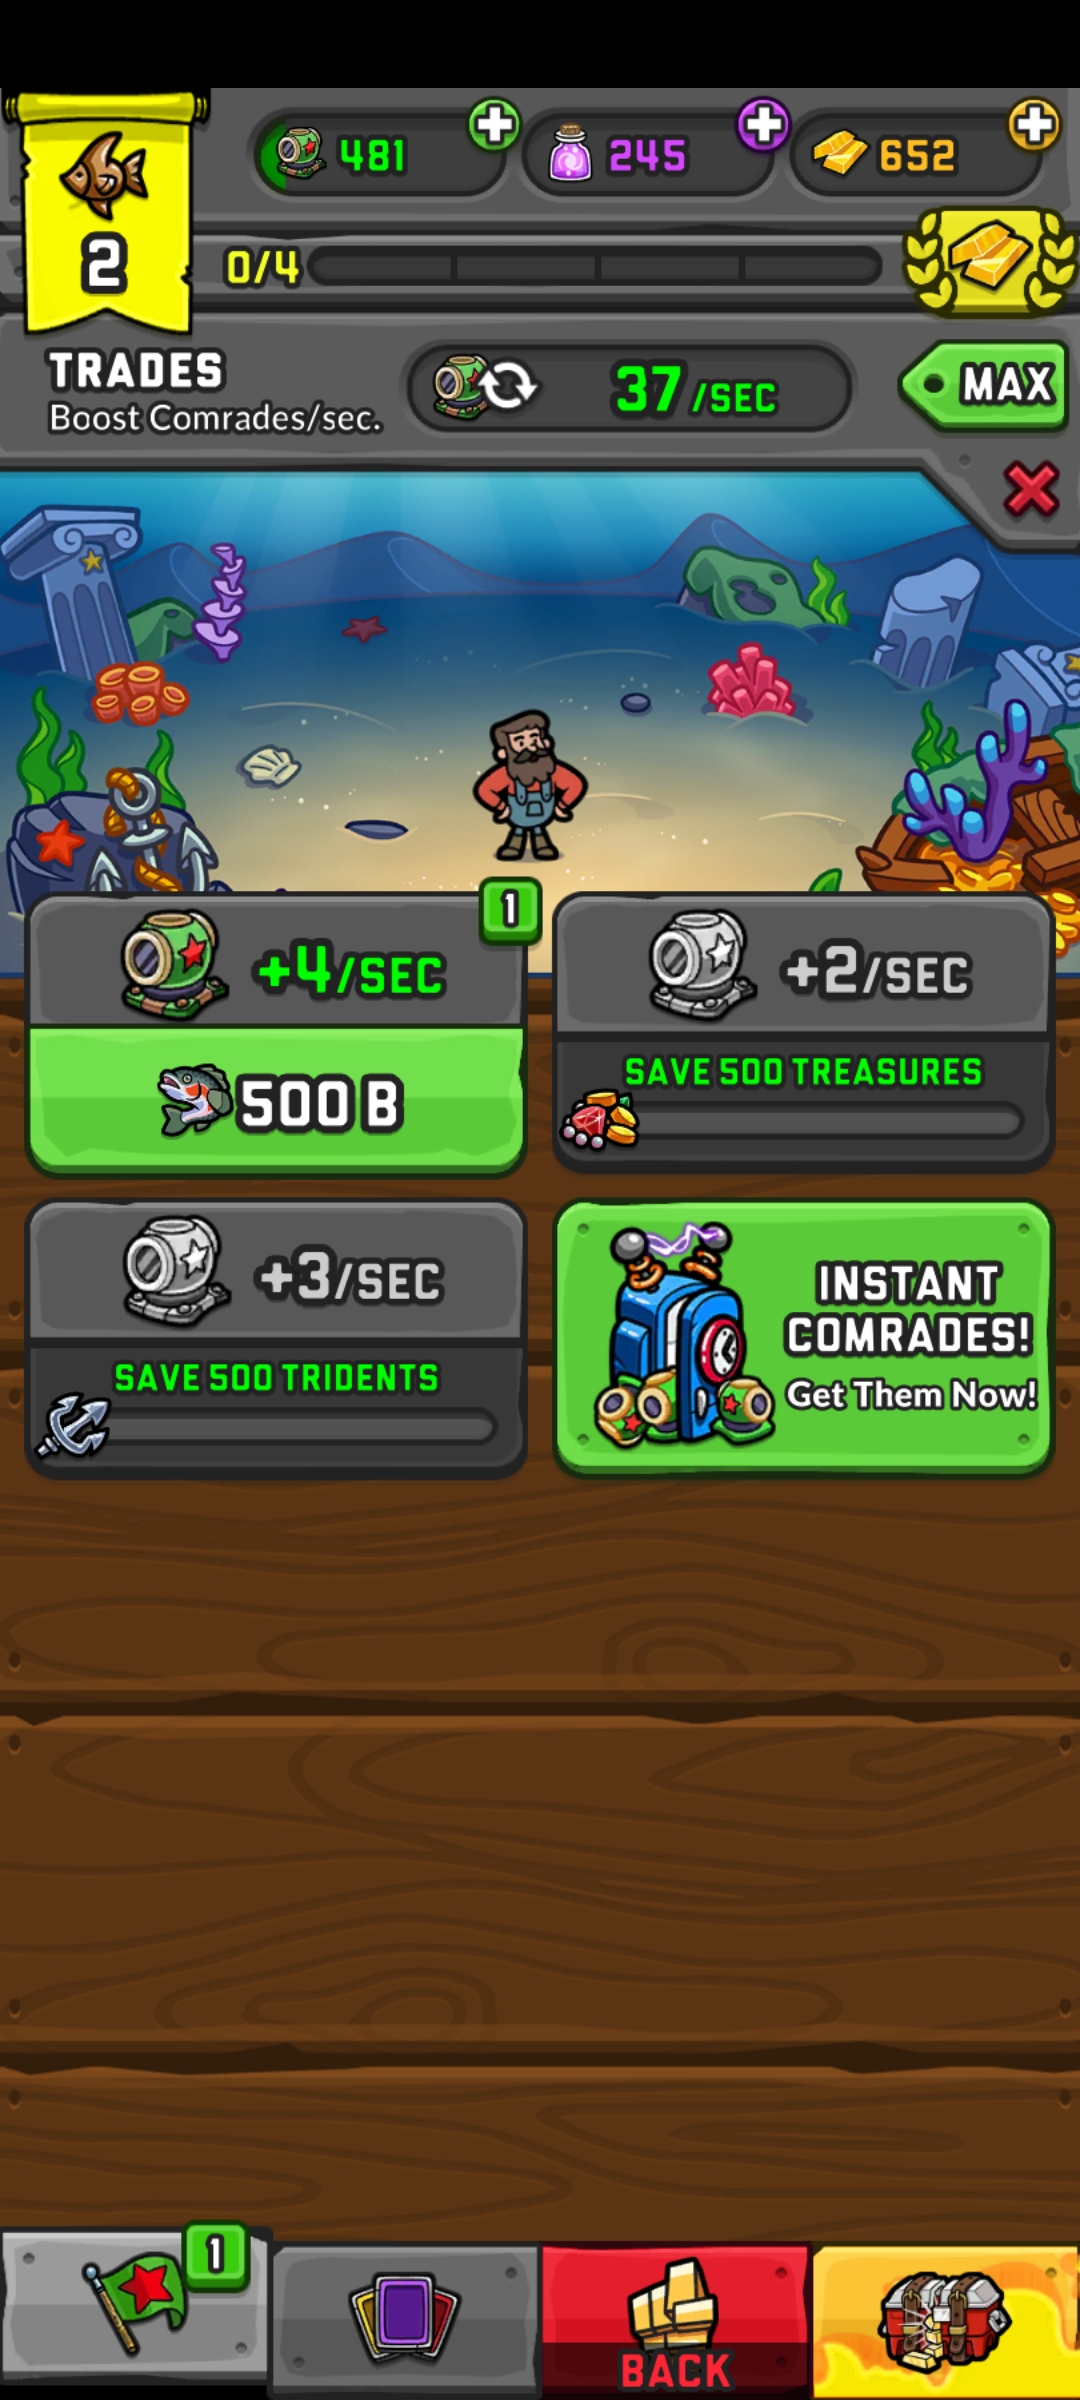 481
245
652
2
0/4
TRADES
Boost Comrades/sec.
37/SEC
MAX
1
+4/SEC
500 B
+2/SEC
SAVE 500 TREASURES
+3/SEC
SAVE 500 TRIDENTS
INSTANT
COMRADES!
Get Them Now!
1
BACK